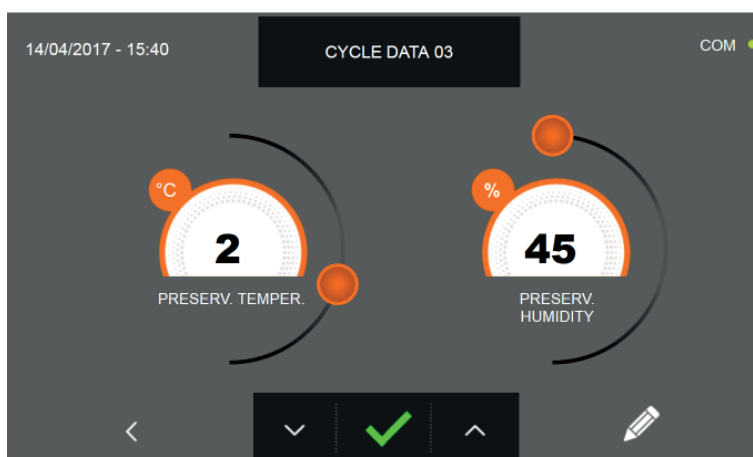 14/04/2017 - 15:40
CYCLE DATA 03
COM
°C
2
PRESERV. TEMPER.
%
45
PRESERV.
HUMIDITY